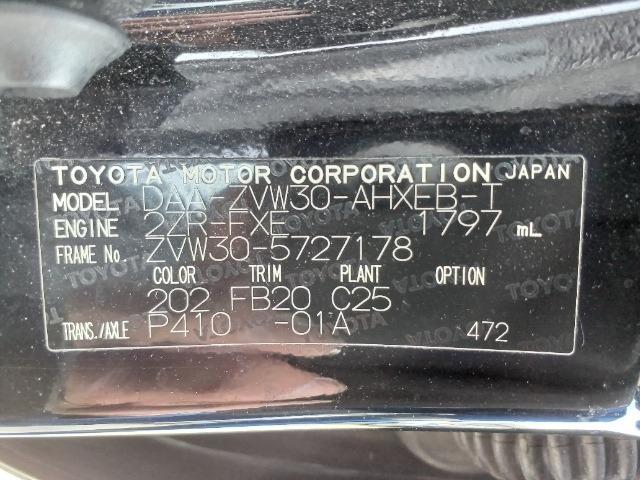 TOYOTA MOTOR CORPORATION JAPAN
MODEL DAA-ZVW30-AHXEB-T
ENGINE 2ZR-FXE 1797 mL
FRAME No ZVW30-5727178
COLOR TRIM PLANT OPTION
202 FB20 C25
TRANS./AXLE P410 -01A 472